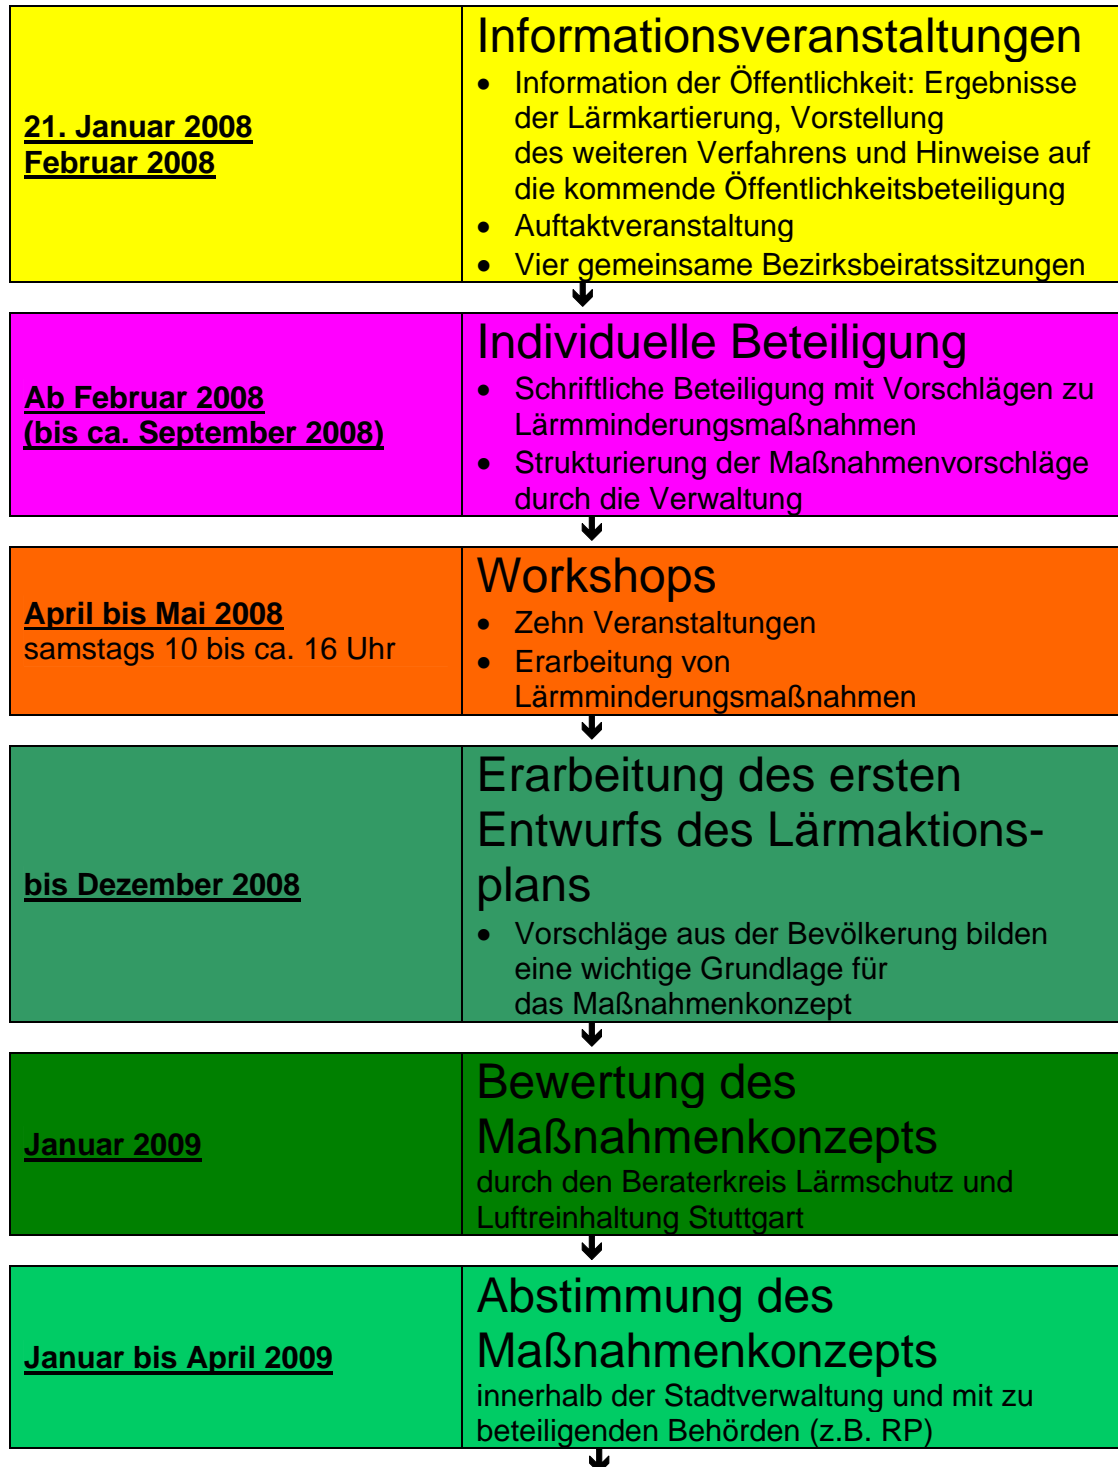 21. Januar 2008
Februar 2008
Informationsveranstaltungen
• Information der Öffentlichkeit: Ergebnisse
der Lärmkartierung, Vorstellung
des weiteren Verfahrens und Hinweise auf
die kommende Öffentlichkeitsbeteiligung
• Auftaktveranstaltung
• Vier gemeinsame Bezirksbeiratssitzungen
Ab Februar 2008
(bis ca. September 2008)
Individuelle Beteiligung
• Schriftliche Beteiligung mit Vorschlägen zu
Lärmminderungsmaßnahmen
• Strukturierung der Maßnahmenvorschläge
durch die Verwaltung
April bis Mai 2008
samstags 10 bis ca. 16 Uhr
Workshops
• Zehn Veranstaltungen
• Erarbeitung von
Lärmminderungsmaßnahmen
bis Dezember 2008
Erarbeitung des ersten
Entwurfs des Lärmaktions-
plans
• Vorschläge aus der Bevölkerung bilden
eine wichtige Grundlage für
das Maßnahmenkonzept
Januar 2009
Bewertung des
Maßnahmenkonzepts
durch den Beraterkreis Lärmschutz und
Luftreinhaltung Stuttgart
Januar bis April 2009
Abstimmung des
Maßnahmenkonzepts
innerhalb der Stadtverwaltung und mit zu
beteiligenden Behörden (z.B. RP)